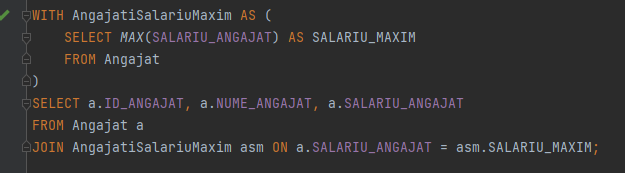 WITH AngajatiSalariuMaxim AS (
    SELECT MAX(SALARIU_ANGAJAT) AS SALARIU_MAXIM
    FROM Angajat
)
SELECT a.ID_ANGAJAT, a.NUME_ANGAJAT, a.SALARIU_ANGAJAT
FROM Angajat a
JOIN AngajatiSalariuMaxim asm ON a.SALARIU_ANGAJAT = asm.SALARIU_MAXIM;